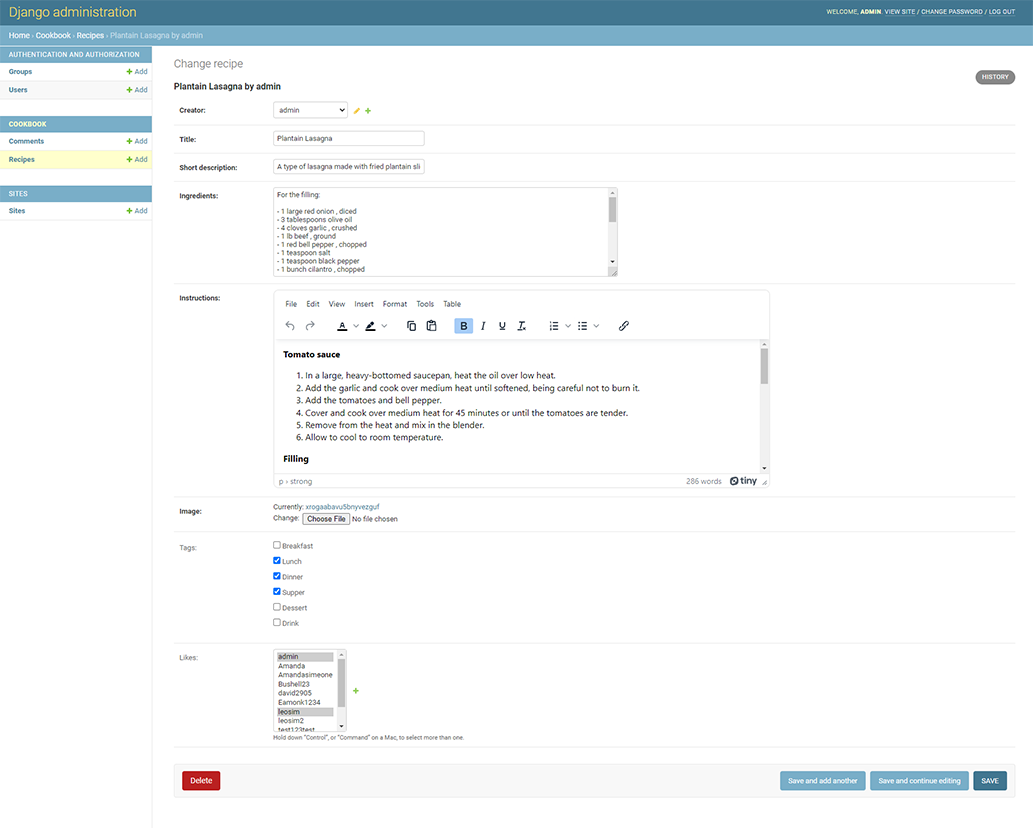 Django administration
WELCOME, ADMIN. VIEW SITE / CHANGE PASSWORD / LOG OUT
Home › Cookbook › Recipes › Plantain Lasagna by admin
AUTHENTICATION AND AUTHORIZATION
Groups + Add
Users + Add
COOKBOOK
Comments + Add
Recipes + Add
SITES
Sites + Add
Change recipe
HISTORY
Plantain Lasagna by admin
Creator: admin
Title: Plantain Lasagna
Short description: A type of lasagna made with fried plantain sli
Ingredients: For the filling:
- 1 large red onion , diced
- 3 tablespoons olive oil
- 4 cloves garlic , crushed
- 1 lb beef , ground
- 1 red bell pepper , chopped
- 1 teaspoon salt
- 1 teaspoon black pepper
- 1 bunch cilantro , chopped
Instructions:
File Edit View Insert Format Tools Table
A B I U Tx
Tomato sauce
1. In a large, heavy-bottomed saucepan, heat the oil over low heat.
2. Add the garlic and cook over medium heat until softened, being careful not to burn it.
3. Add the tomatoes and bell pepper.
4. Cover and cook over medium heat for 45 minutes or until the tomatoes are tender.
5. Remove from the heat and mix in the blender.
6. Allow to cool to room temperature.
Filling
p › strong 286 words tiny
Image: Currently: xrogaabavu5bnyvezguf
Change: Choose File No file chosen
Tags:
Breakfast
Lunch
Dinner
Supper
Dessert
Drink
Likes:
admin
Amanda
Amandasimeone
Bushell23
david2905
Eamonk1234
leosim
leosim2
test123test
Hold down "Control", or "Command" on a Mac, to select more than one.
Delete
Save and add another
Save and continue editing
SAVE